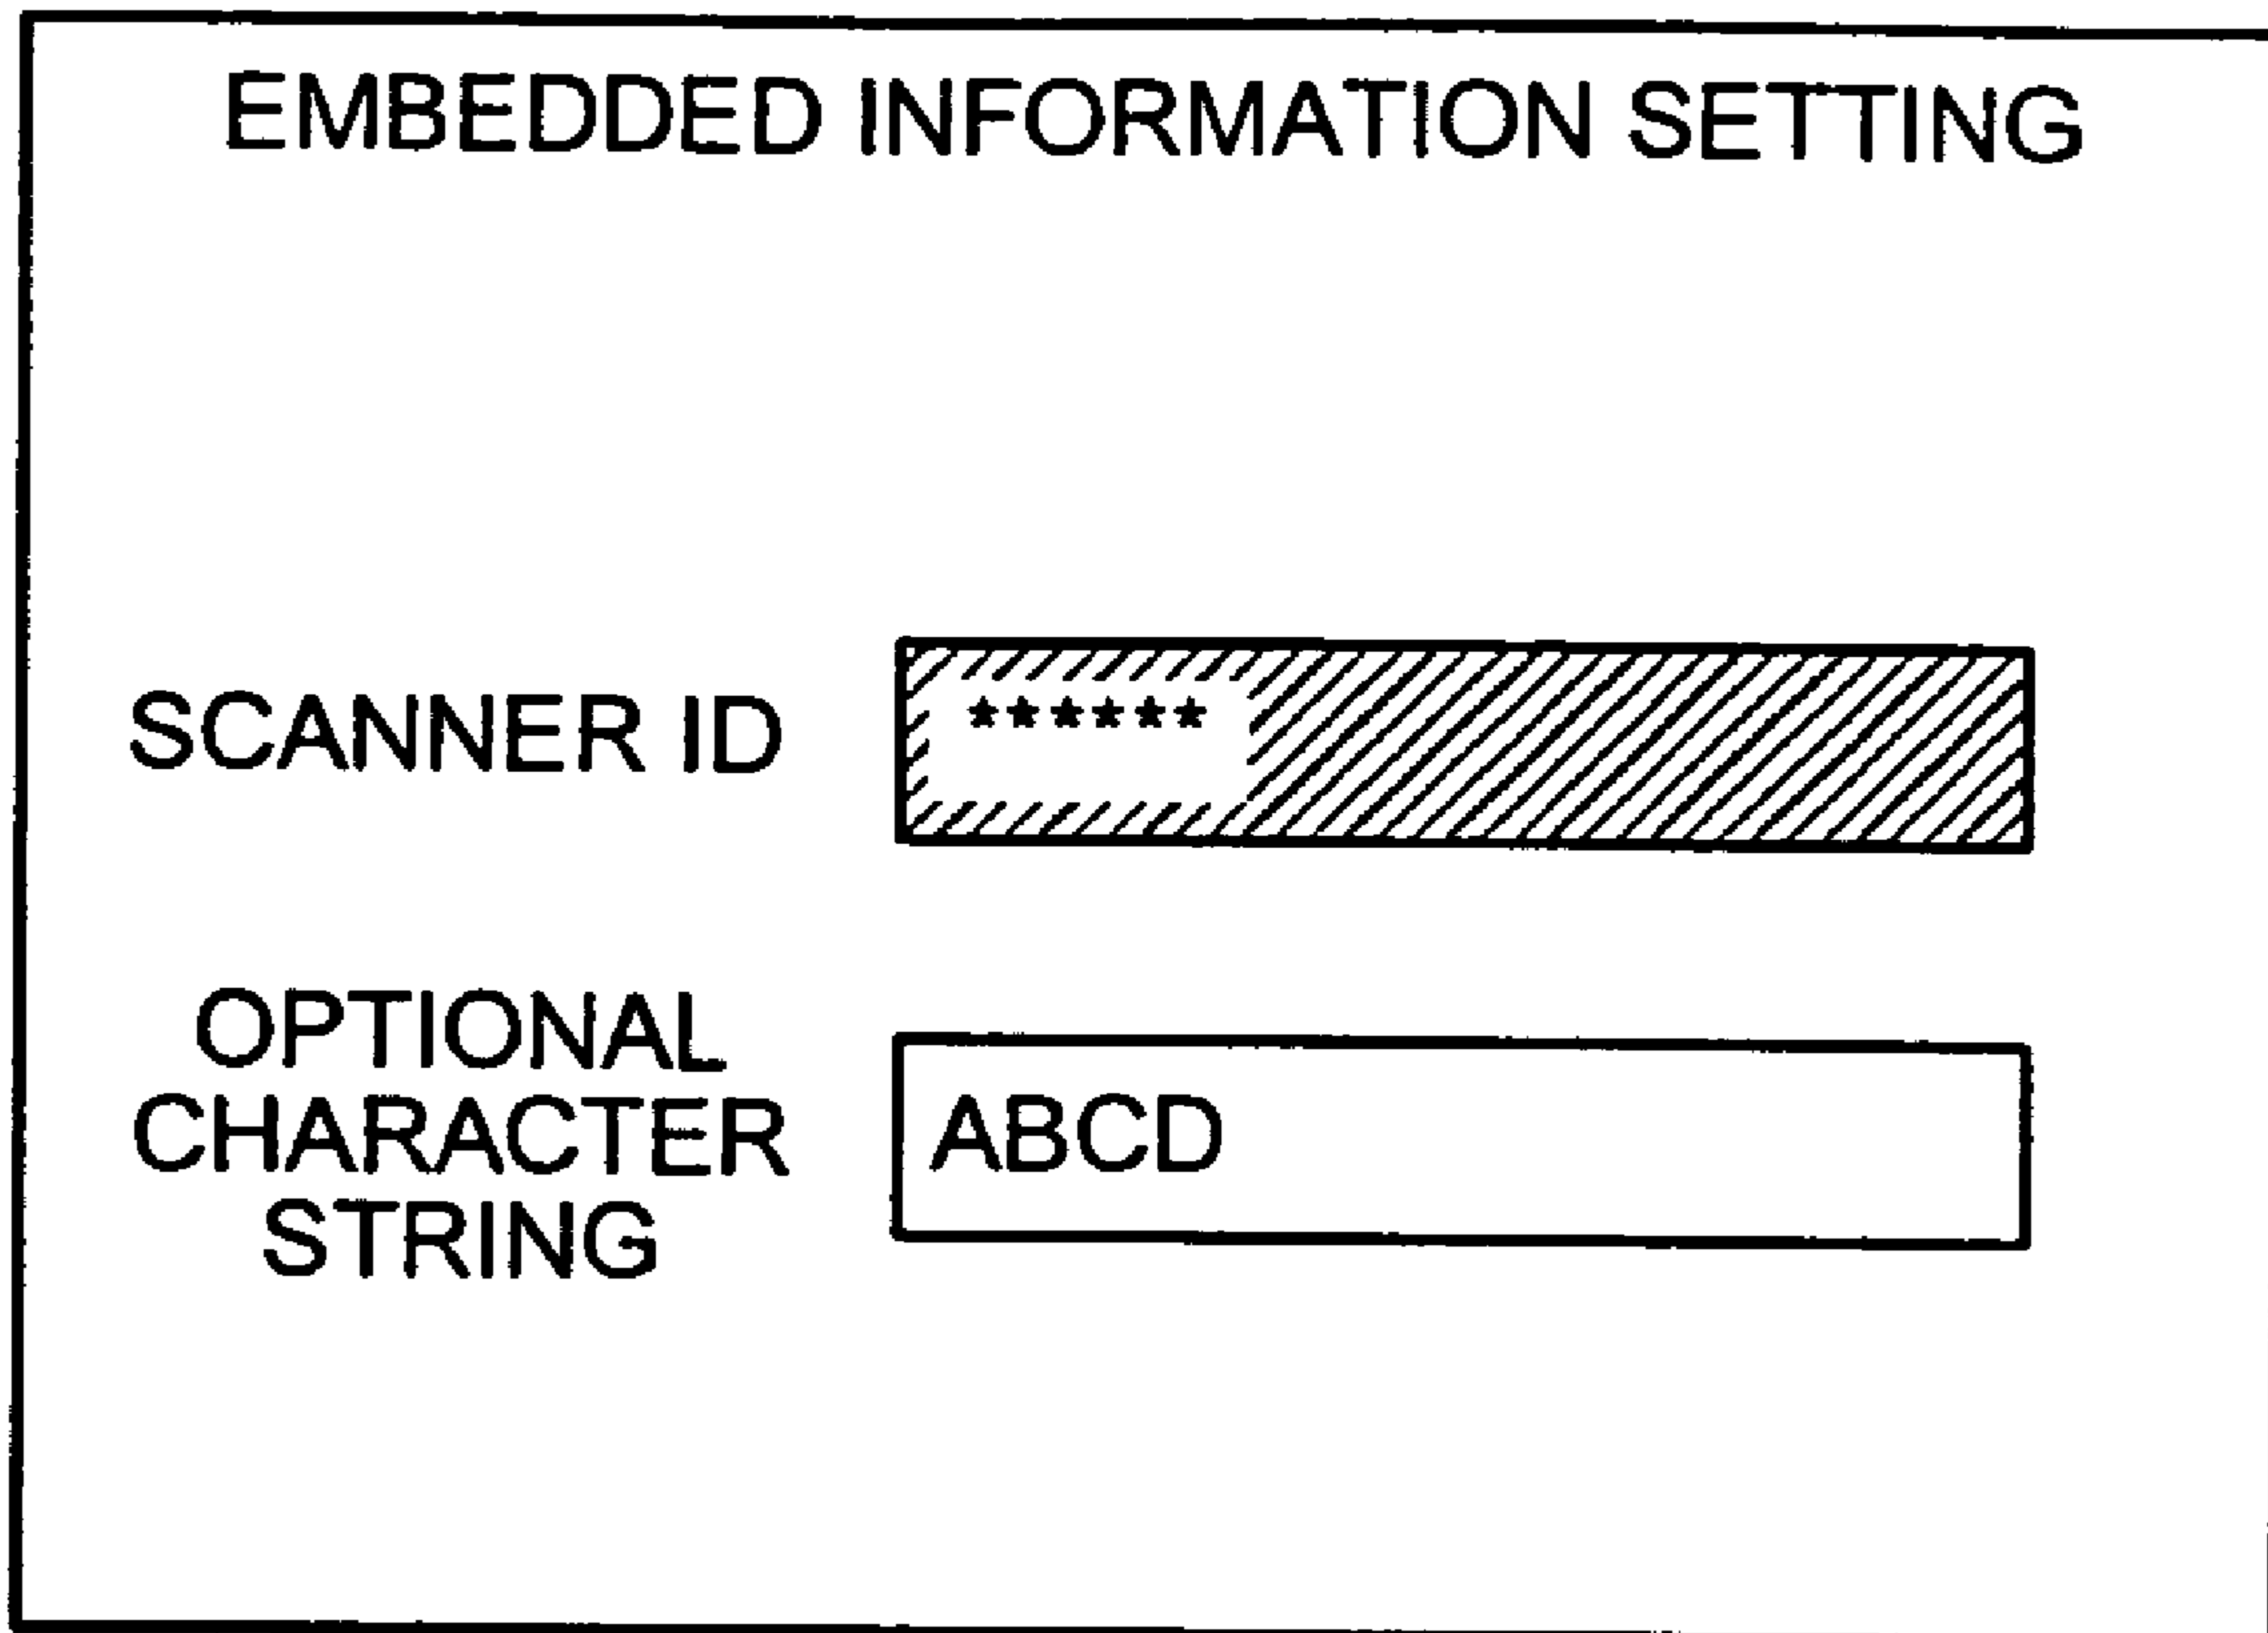 EMBEDDED INFORMATION SETTING
SCANNER ID
******
OPTIONAL
CHARACTER
STRING
ABCD